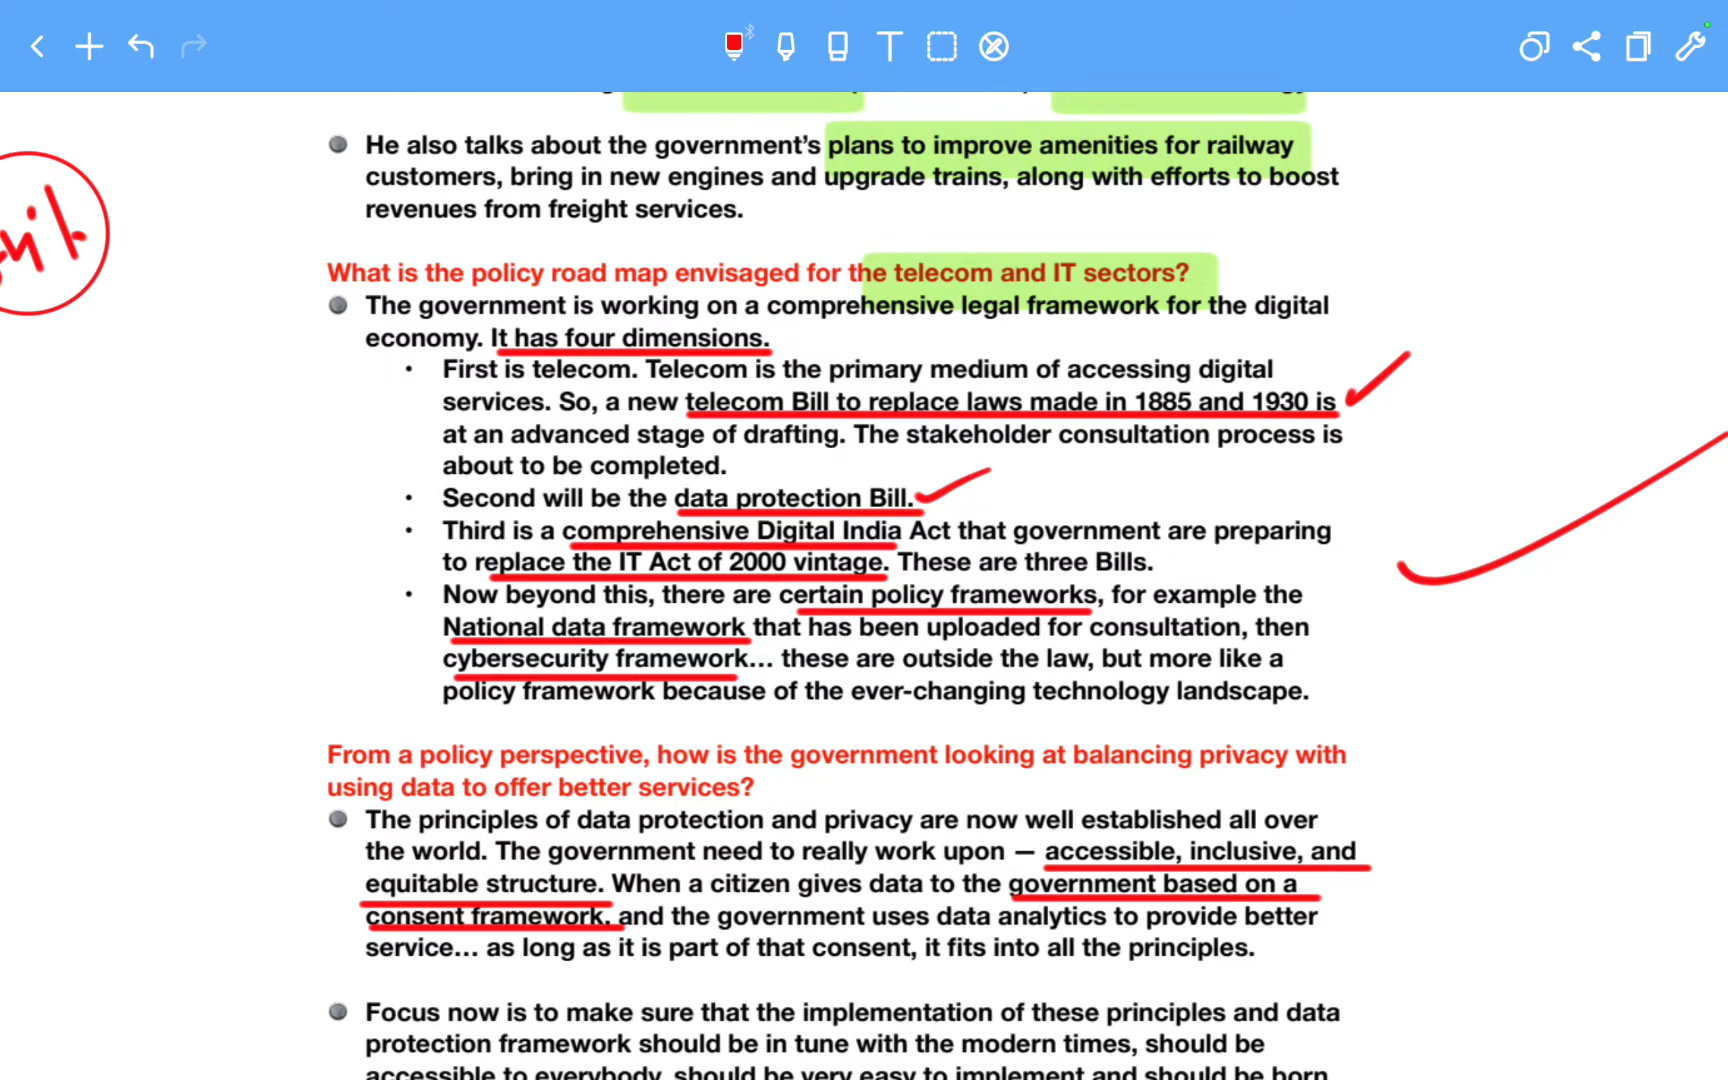 He also talks about the government's plans to improve amenities for railway
customers, bring in new engines and upgrade trains, along with efforts to boost
revenues from freight services.
What is the policy road map envisaged for the telecom and IT sectors?
The government is working on a comprehensive legal framework for the digital
economy. It has four dimensions.
• First is telecom. Telecom is the primary medium of accessing digital
services. So, a new telecom Bill to replace laws made in 1885 and 1930 is
at an advanced stage of drafting. The stakeholder consultation process is
about to be completed.
• Second will be the data protection Bill.
• Third is a comprehensive Digital India Act that government are preparing
to replace the IT Act of 2000 vintage. These are three Bills.
• Now beyond this, there are certain policy frameworks, for example the
National data framework that has been uploaded for consultation, then
cybersecurity framework... these are outside the law, but more like a
policy framework because of the ever-changing technology landscape.
From a policy perspective, how is the government looking at balancing privacy with
using data to offer better services?
The principles of data protection and privacy are now well established all over
the world. The government need to really work upon — accessible, inclusive, and
equitable structure. When a citizen gives data to the government based on a
consent framework, and the government uses data analytics to provide better
service... as long as it is part of that consent, it fits into all the principles.
Focus now is to make sure that the implementation of these principles and data
protection framework should be in tune with the modern times, should be
accessible to everybody, should be very easy to implement and should be born